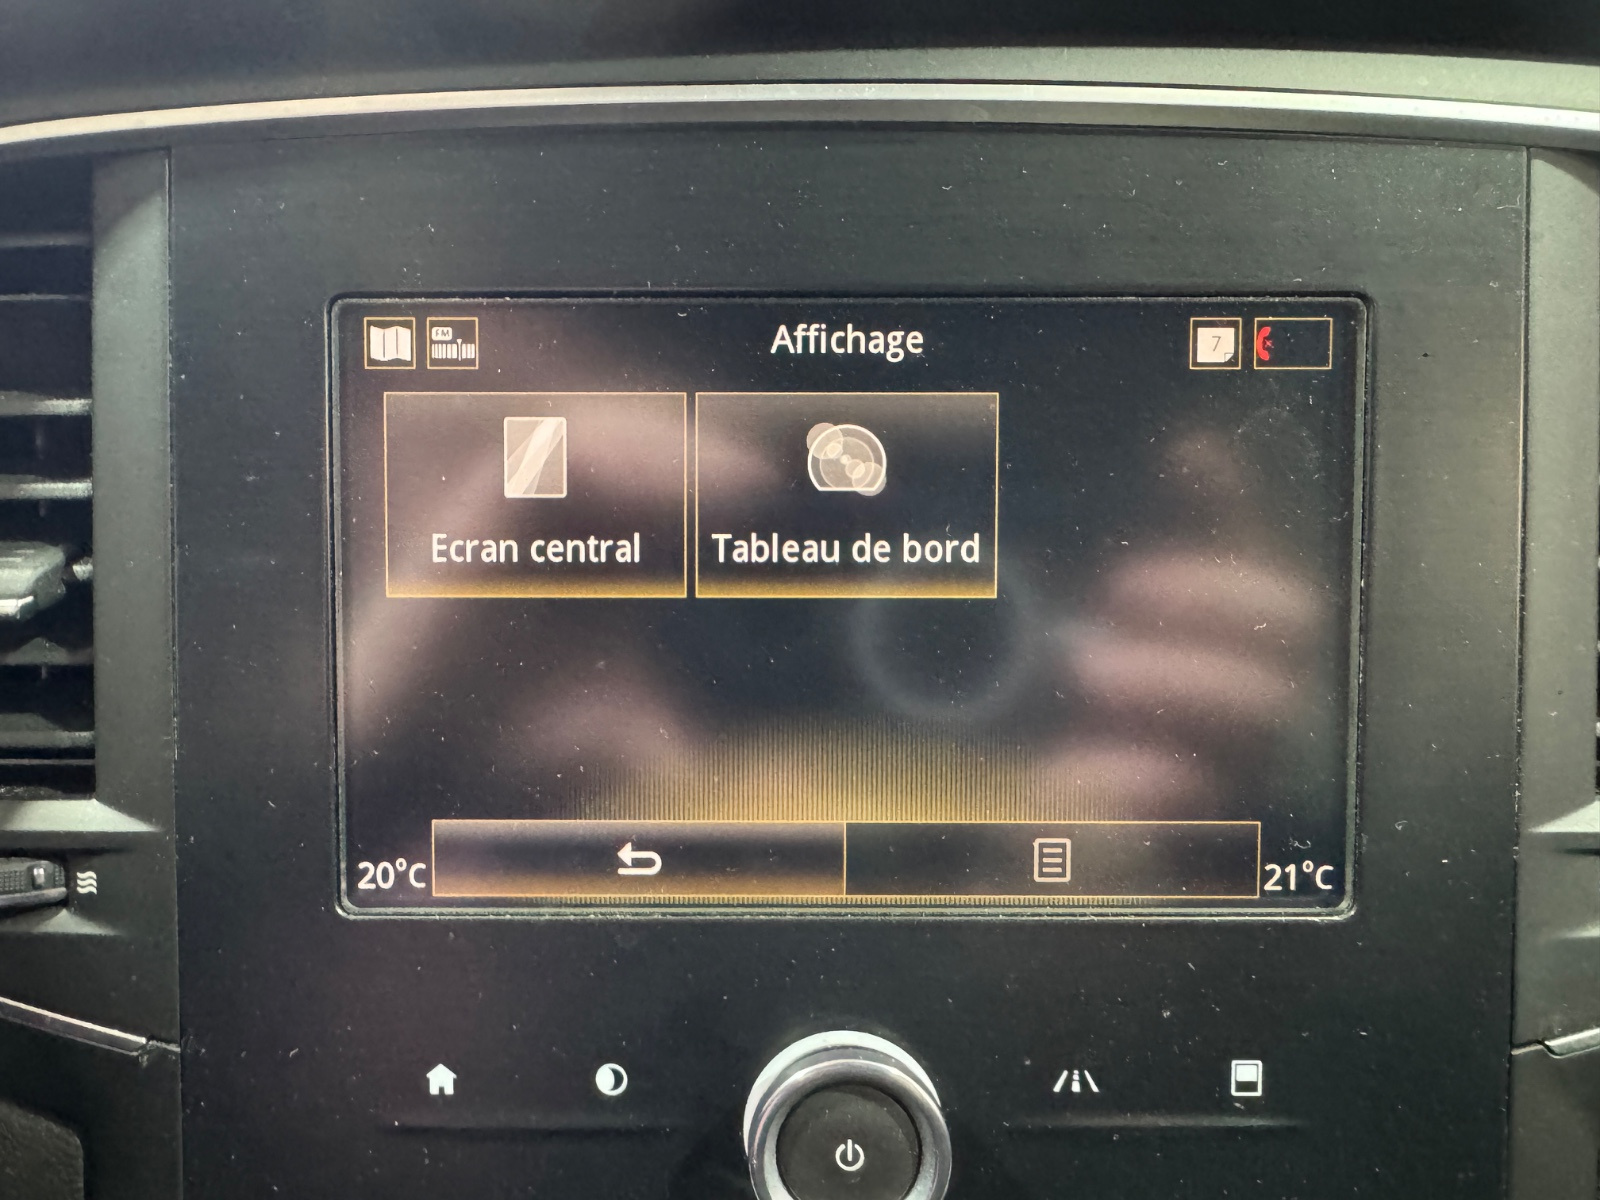 FM
Affichage
7
Ecran central
Tableau de bord
20°C
21°C